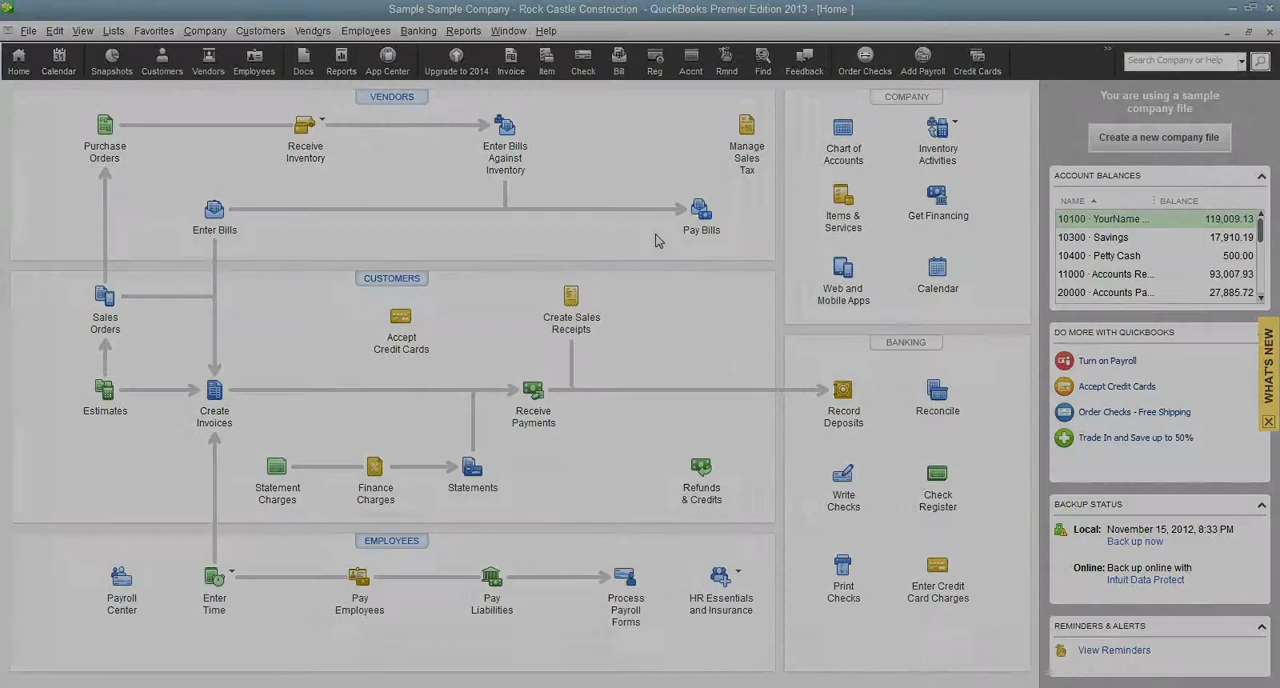 Sample Sample Company - Rock Castle Construction - QuickBooks Premier Edition 2013 - [Home ]
File Edit View Lists Favorites Company Customers Vendors Employees Banking Reports Window Help
Home Calendar Snapshots Customers Vendors Employees Docs Reports App Center Upgrade to 2014 Invoice Item Check Bill Reg Accnt Rmnd Find Feedback Order Checks Add Payroll Credit Cards
Search Company or Help
VENDORS
Purchase
Orders
Receive
Inventory
Enter Bills
Against
Inventory
Manage
Sales
Tax
Enter Bills
Pay Bills
CUSTOMERS
Sales
Orders
Accept
Credit Cards
Create Sales
Receipts
Estimates
Create
Invoices
Receive
Payments
Statement
Charges
Finance
Charges
Statements
Refunds
& Credits
EMPLOYEES
Payroll
Center
Enter
Time
Pay
Employees
Pay
Liabilities
Process
Payroll
Forms
HR Essentials
and Insurance
COMPANY
Chart of
Accounts
Inventory
Activities
Items &
Services
Get Financing
Web and
Mobile Apps
Calendar
BANKING
Record
Deposits
Reconcile
Write
Checks
Check
Register
Print
Checks
Enter Credit
Card Charges
You are using a sample
company file
Create a new company file
ACCOUNT BALANCES
NAME BALANCE
10100 · YourName ... 119,009.13
10300 · Savings 17,910.19
10400 · Petty Cash 500.00
11000 · Accounts Re... 93,007.93
20000 · Accounts Pa... 27,885.72
DO MORE WITH QUICKBOOKS
Turn on Payroll
Accept Credit Cards
Order Checks - Free Shipping
Trade In and Save up to 50%
WHAT'S NEW
BACKUP STATUS
Local: November 15, 2012, 8:33 PM
Back up now
Online: Back up online with
Intuit Data Protect
REMINDERS & ALERTS
View Reminders